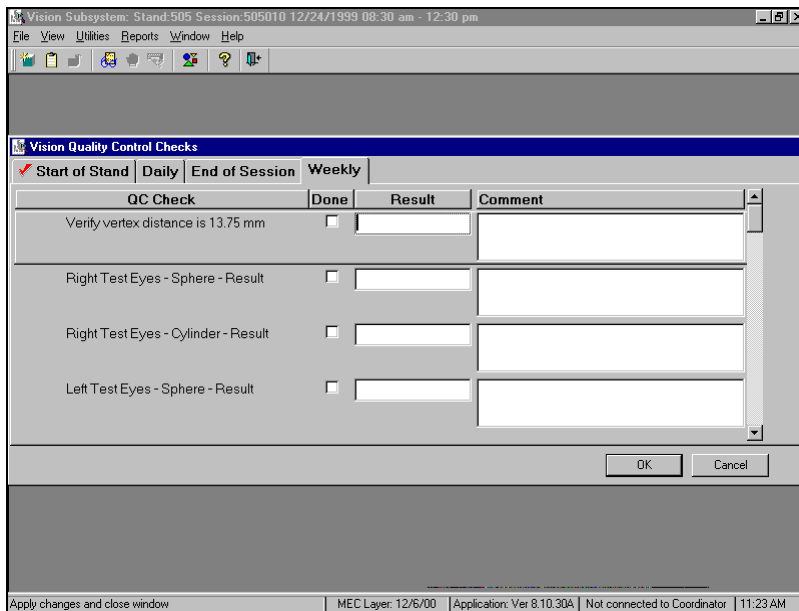 Vision Subsystem: Stand:505 Session:505010 12/24/1999 08:30 am - 12:30 pm
File View Utilities Reports Window Help
Vision Quality Control Checks
Start of Stand Daily End of Session Weekly
QC Check Done Result Comment
Verify vertex distance is 13.75 mm
Right Test Eyes - Sphere - Result
Right Test Eyes - Cylinder - Result
Left Test Eyes - Sphere - Result
OK Cancel
Apply changes and close window MEC Layer: 12/6/00 Application: Ver 8.10.30A Not connected to Coordinator 11:23 AM